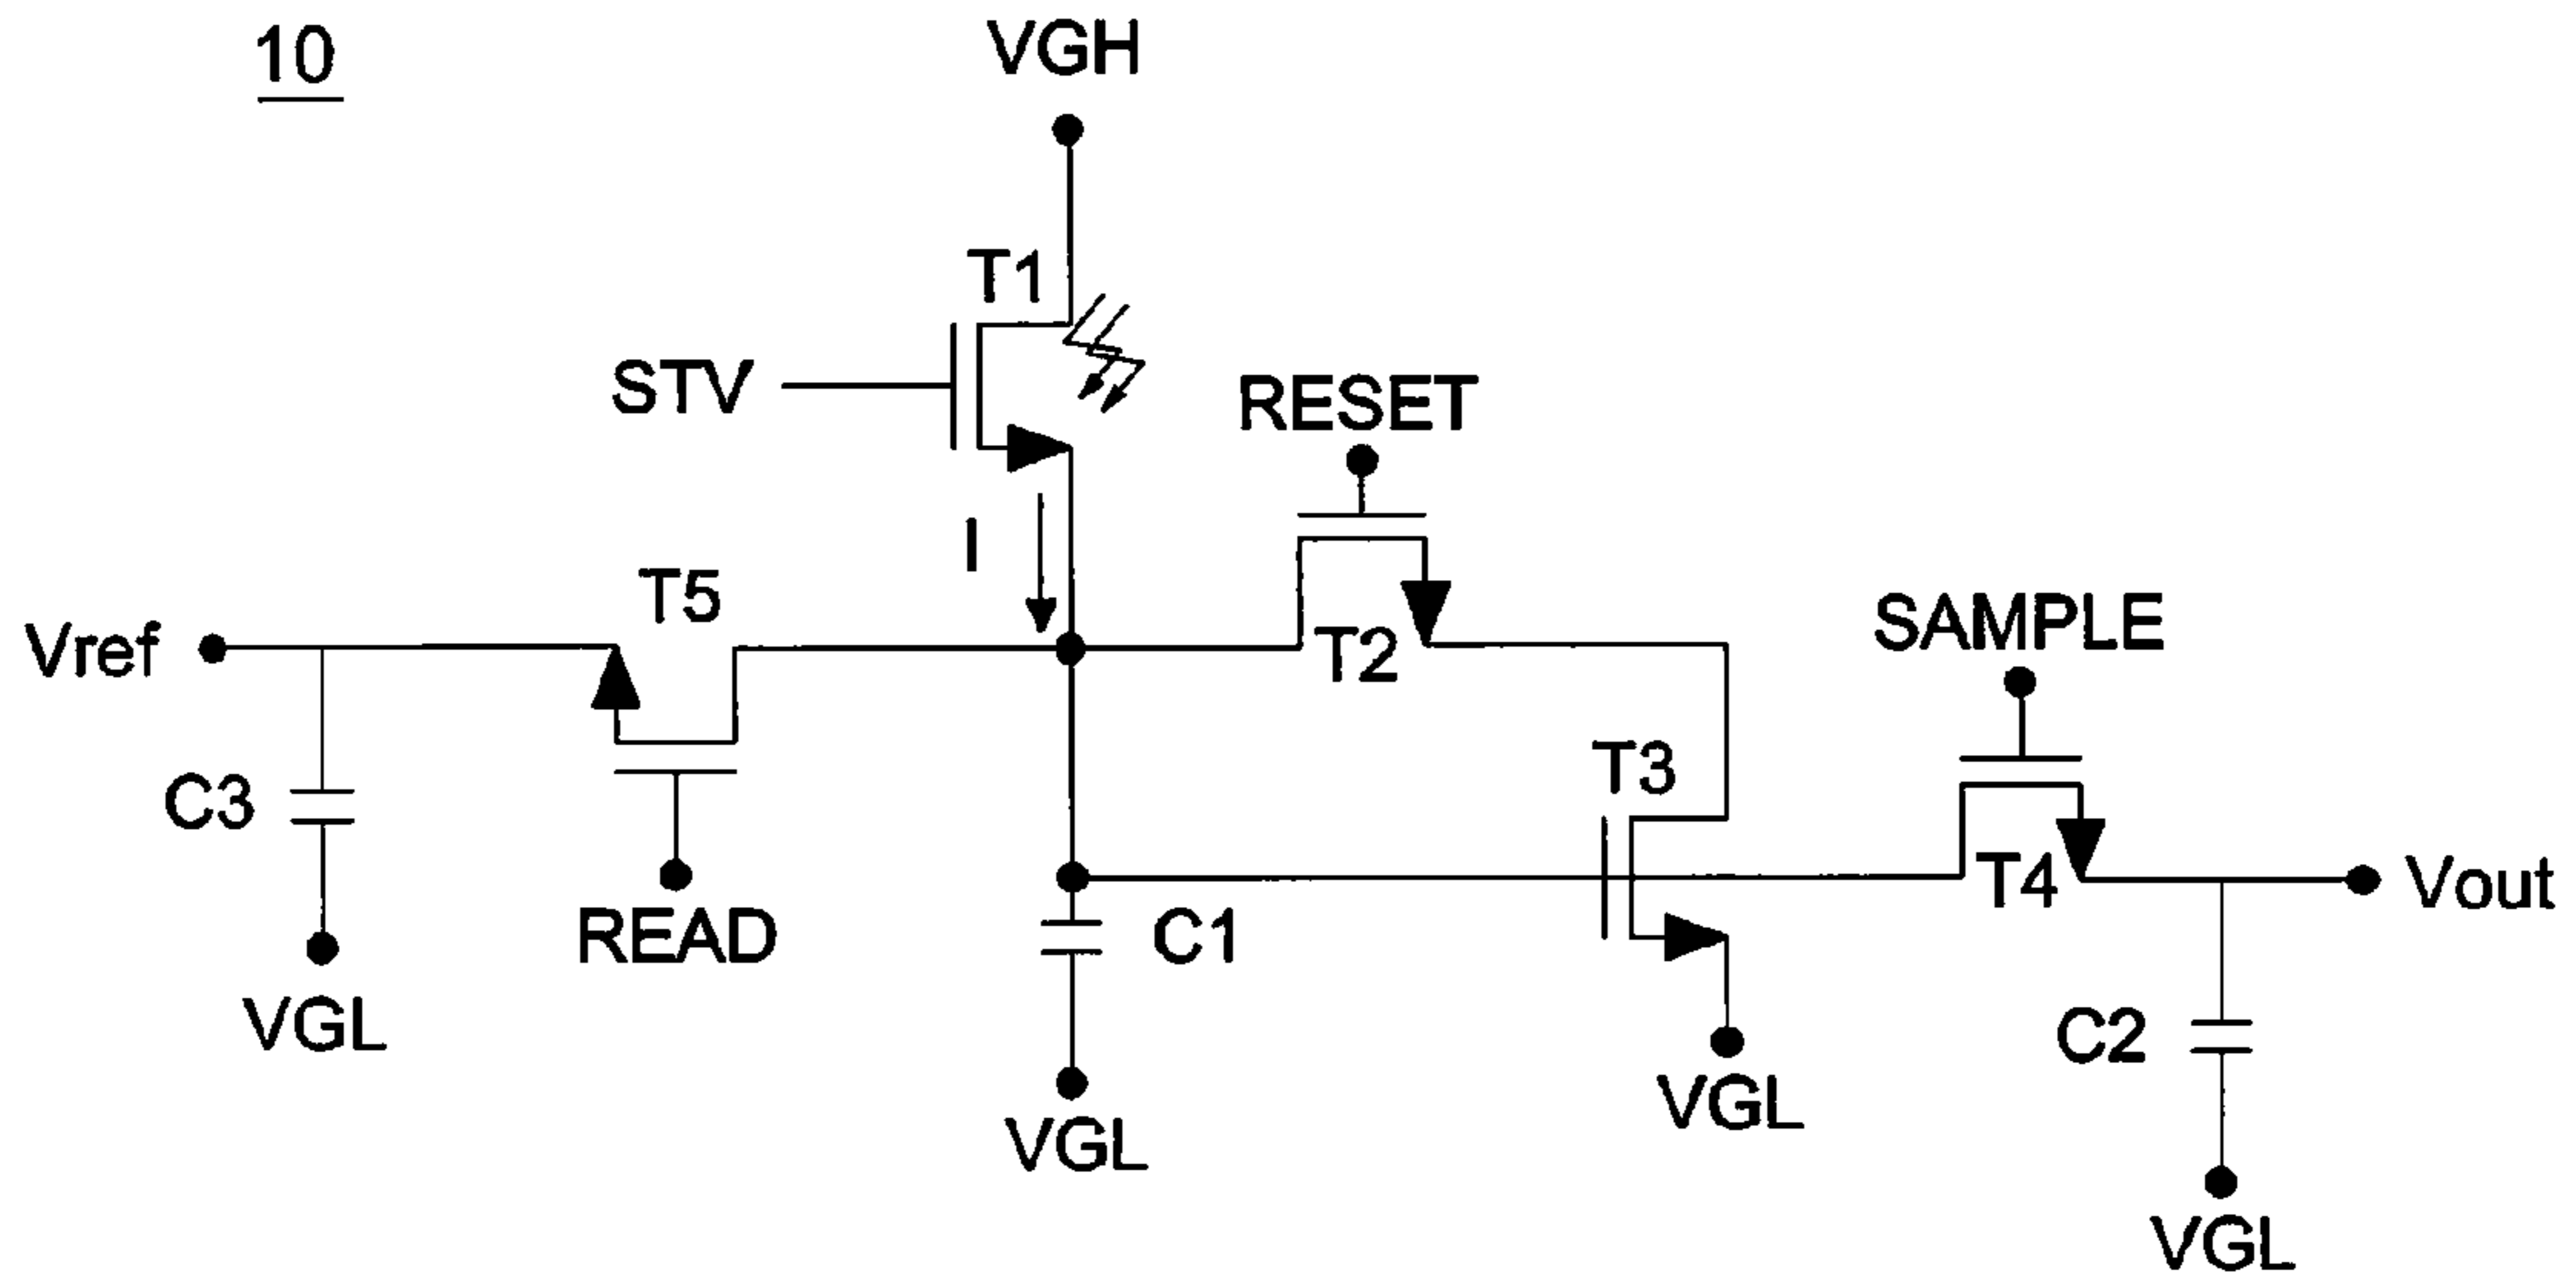 10
VGH
T1
STV
RESET
I
T5
Vref
T2
SAMPLE
T3
C3
T4
Vout
READ
C1
VGL
C2
VGL
VGL
VGL